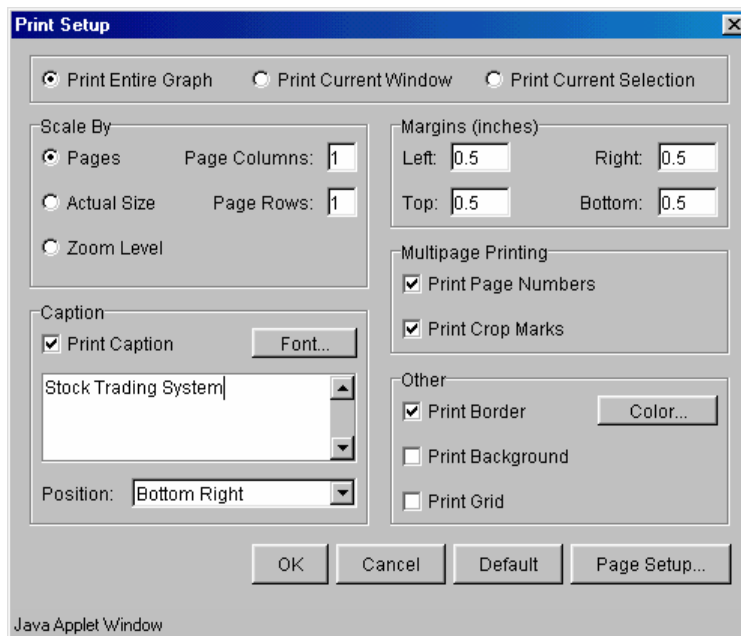 Print Setup
Print Entire Graph Print Current Window Print Current Selection
Scale By
Pages Page Columns: 1
Actual Size Page Rows: 1
Zoom Level
Margins (inches)
Left: 0.5 Right: 0.5
Top: 0.5 Bottom: 0.5
Multipage Printing
Print Page Numbers
Print Crop Marks
Caption
Print Caption Font...
Stock Trading System
Position: Bottom Right
Other
Print Border Color...
Print Background
Print Grid
OK Cancel Default Page Setup...
Java Applet Window